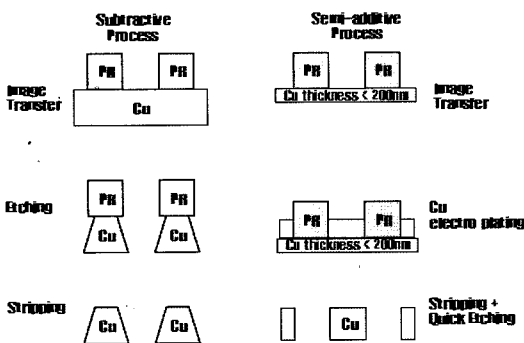 Subtractive
Process
Semi-additive
Process
PR
PR
PR
PR
Image
Transfer
Cu
Cu thickness < 200nm
Image
Transfer
Etching
PR
PR
Cu
Cu
PR
PR
Cu thickness < 200nm
Cu
electro plating
Stripping
Cu
Cu
Cu
Stripping +
Quick Etching